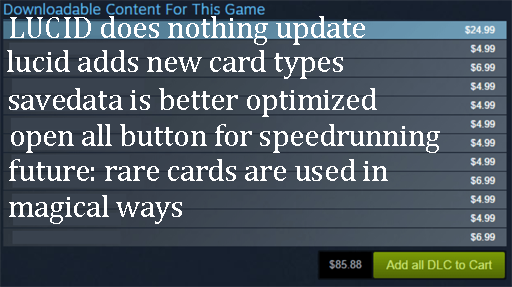 Downloadable Content For This Game
LUCID does nothing update
lucid adds new card types
savedata is better optimized
open all button for speedrunning
future: rare cards are used in
magical ways
$24.99
$4.99
$6.99
$4.99
$4.99
$4.99
$4.99
$4.99
$6.99
$4.99
$4.99
$6.99
$85.88 Add all DLC to Cart